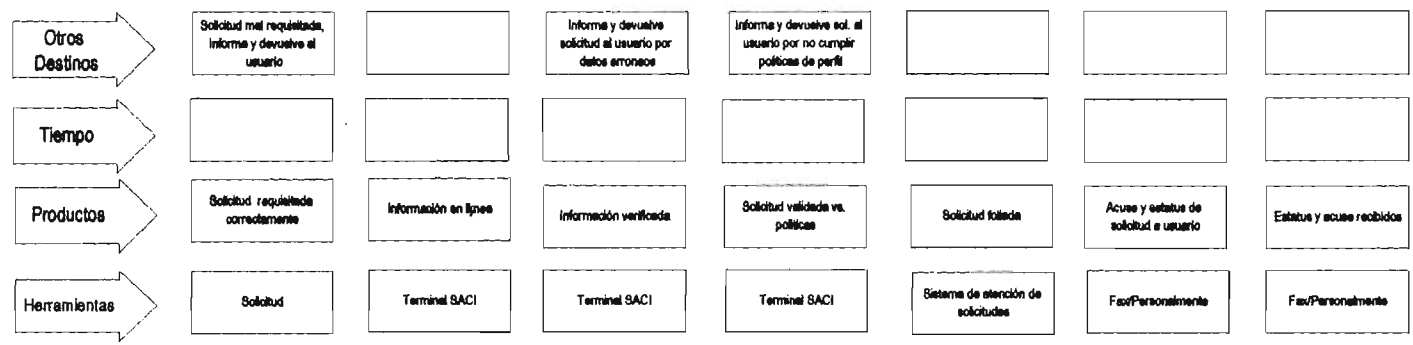 Otros
Destinos
Solicitud mal requisitada,
informa y devuelve al
usuario
Informa y devuelve
solicitud al usuario por
datos erroneos
Informa y devuelve sol. al
usuario por no cumplir
políticas de perfil
Tiempo
Productos
Solicitud requisitada
correctamente
Información en línea
Información verificada
Solicitud validada vs.
políticas
Solicitud foliada
Acuse y estatus de
solicitud a usuario
Estatus y acuse recibidos
Herramientas
Solicitud
Terminal SACI
Terminal SACI
Terminal SACI
Sistema de atención de
solicitudes
Fax/Personalmente
Fax/Personalmente